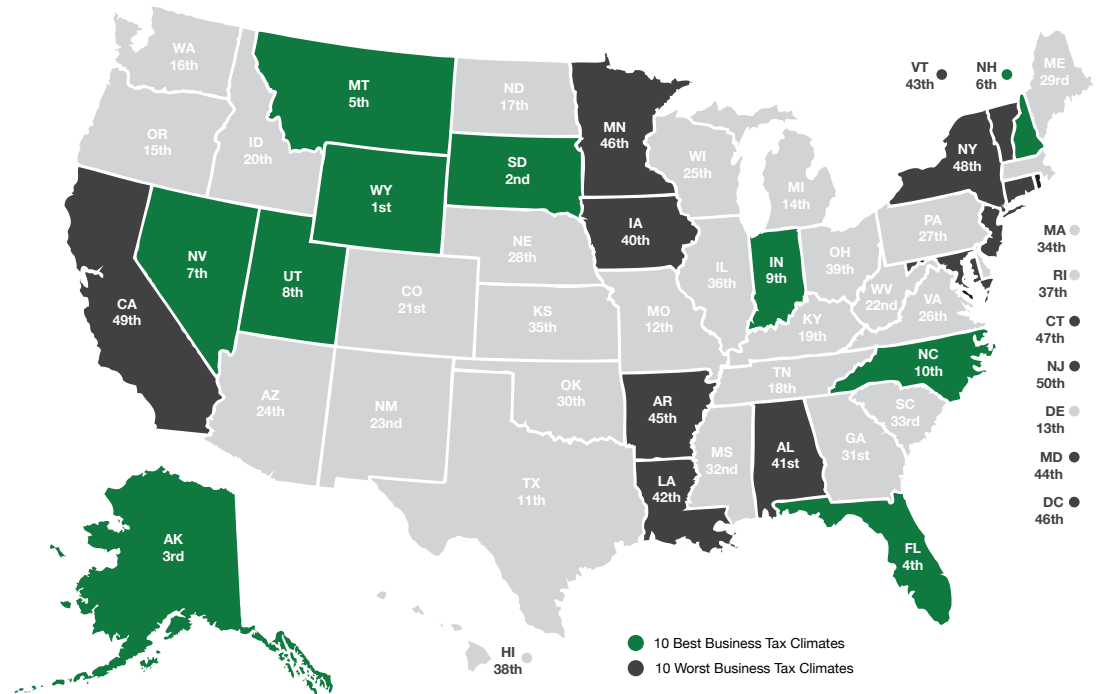 WA
16th
MT
5th
ND
17th
MN
46th
VT
43th
NH
6th
ME
29rd
OR
15th
ID
20th
SD
2nd
WI
25th
NY
48th
WY
1st
MI
14th
IA
40th
PA
27th
MA
34th
NV
7th
UT
8th
NE
28th
IL
36th
IN
9th
OH
39th
RI
37th
CA
49th
CO
21st
KS
35th
MO
12th
WV
22nd
VA
26th
KY
19th
CT
47th
NC
10th
NJ
50th
TN
18th
AZ
24th
NM
23nd
OK
30th
AR
45th
SC
33rd
DE
13th
MS
32nd
AL
41st
GA
31st
MD
44th
TX
11th
LA
42th
DC
46th
AK
3rd
FL
4th
HI
38th
10 Best Business Tax Climates
10 Worst Business Tax Climates